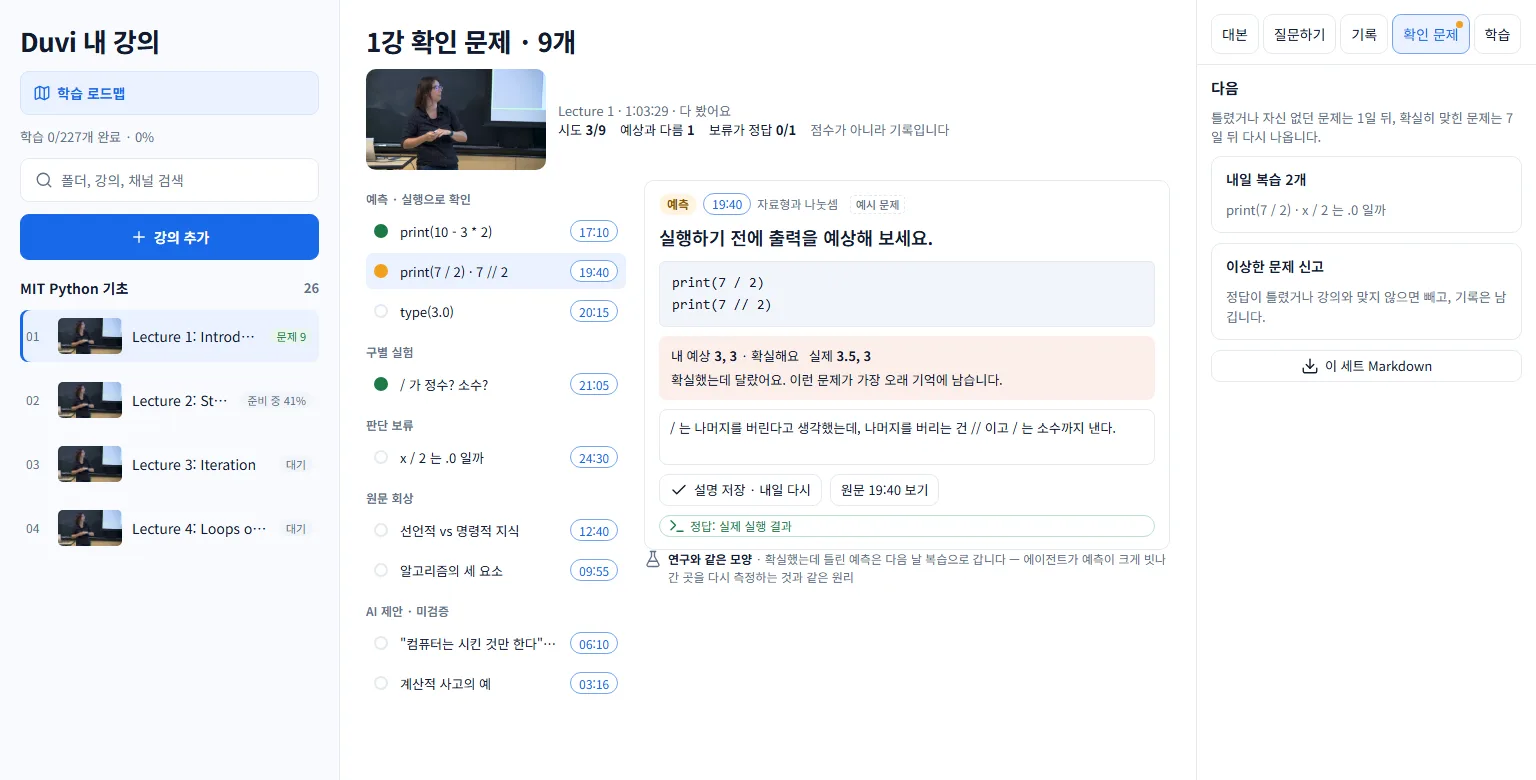 Duvi 내 강의
학습 로드맵
학습 0/227개 완료 · 0%
폴더, 강의, 채널 검색
강의 추가
MIT Python 기초 26
01 Lecture 1: Introd… 문제 9
02 Lecture 2: St… 준비 중 41%
03 Lecture 3: Iteration 대기
04 Lecture 4: Loops o… 대기
1강 확인 문제 · 9개
Lecture 1 · 1:03:29 · 다 봤어요
시도 3/9 예상과 다름 1 보류가 정답 0/1 점수가 아니라 기록입니다
예측 · 실행으로 확인
print(10 - 3 * 2) 17:10
print(7 / 2) · 7 // 2 19:40
type(3.0) 20:15
구별 실험
/ 가 정수? 소수? 21:05
판단 보류
x / 2 는 .0 일까 24:30
원문 회상
선언적 vs 명령적 지식 12:40
알고리즘의 세 요소 09:55
AI 제안 · 미검증
"컴퓨터는 시킨 것만 한다"… 06:10
계산적 사고의 예 03:16
예측 19:40 자료형과 나눗셈 예시 문제
실행하기 전에 출력을 예상해 보세요.
print(7 / 2)
print(7 // 2)
내 예상 3, 3 · 확실해요 실제 3.5, 3
확실했는데 달랐어요. 이런 문제가 가장 오래 기억에 남습니다.
/ 는 나머지를 버린다고 생각했는데, 나머지를 버리는 건 // 이고 / 는 소수까지 낸다.
설명 저장 · 내일 다시 원문 19:40 보기
정답: 실제 실행 결과
연구와 같은 모양 · 확실했는데 틀린 예측은 다음 날 복습으로 갑니다 — 에이전트가 예측이 크게 빗나
간 곳을 다시 측정하는 것과 같은 원리
대본 질문하기 기록 확인 문제 학습
다음
틀렸거나 자신 없던 문제는 1일 뒤, 확실히 맞힌 문제는 7
일 뒤 다시 나옵니다.
내일 복습 2개
print(7 / 2) · x / 2 는 .0 일까
이상한 문제 신고
정답이 틀렸거나 강의와 맞지 않으면 빼고, 기록은 남
깁니다.
이 세트 Markdown